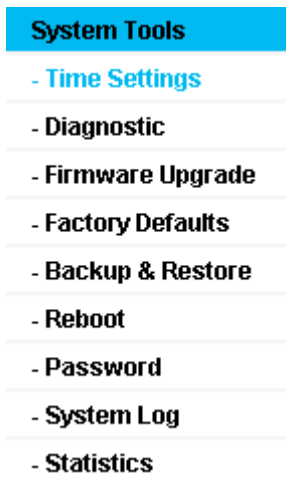 System Tools
- Time Settings
- Diagnostic
- Firmware Upgrade
- Factory Defaults
- Backup & Restore
- Reboot
- Password
- System Log
- Statistics